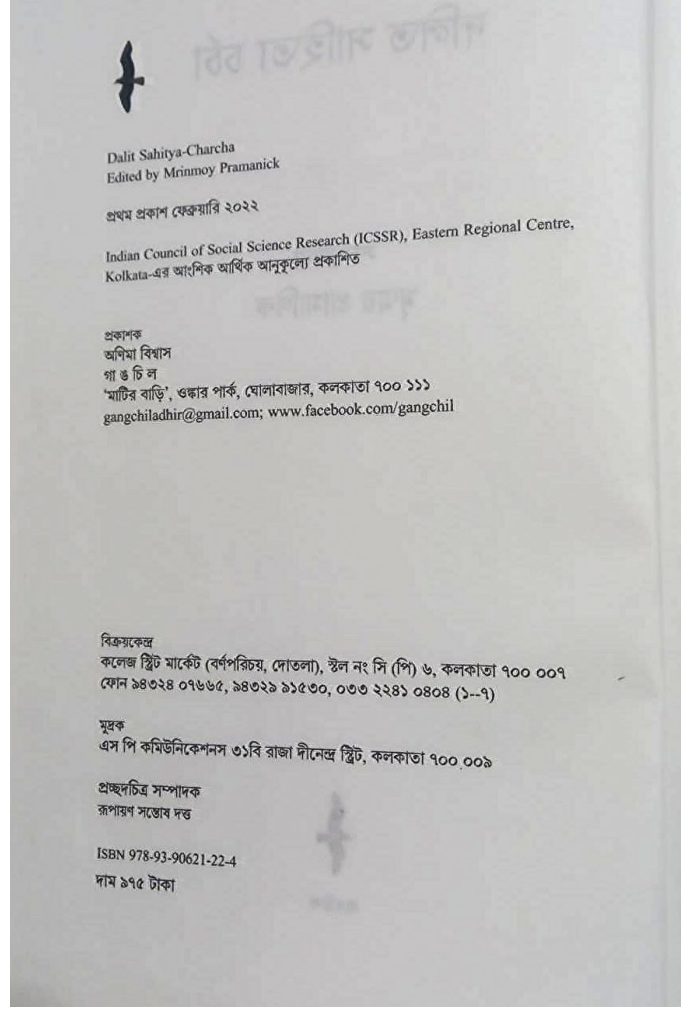 Dalit Sahitya-Charcha
Edited by Mrinmoy Pramanick
প্রথম প্রকাশ ফেব্রুয়ারি ২০২২
Indian Council of Social Science Research (ICSSR), Eastern Regional Centre,
Kolkata-এর আংশিক আর্থিক আনুকূল্যে প্রকাশিত
প্রকাশক
অণিমা বিশ্বাস
গা ঙ চি ল
'মাটির বাড়ি', ওঙ্কার পার্ক, ঘোলাবাজার, কলকাতা ৭০০ ১১১
gangchiladhir@gmail.com; www.facebook.com/gangchil
বিক্রয়কেন্দ্র
কলেজ স্ট্রিট মার্কেট (বর্ণপরিচয়, দোতলা), স্টল নং সি (পি) ৬, কলকাতা ৭০০ ০০৭
ফোন ৯৪৩২৪ ০৭৬৬৫, ৯৪৩২৯ ৯১৫৩০, ০৩৩ ২২৪১ ০৪০৪ (১--৭)
মুদ্রক
এস পি কমিউনিকেশনস ৩১বি রাজা দীনেন্দ্র স্ট্রিট, কলকাতা ৭০০ ০০৯
প্রচ্ছদচিত্র সম্পাদক
রূপায়ণ সন্তোষ দত্ত
ISBN 978-93-90621-22-4
দাম ৯৭৫ টাকা